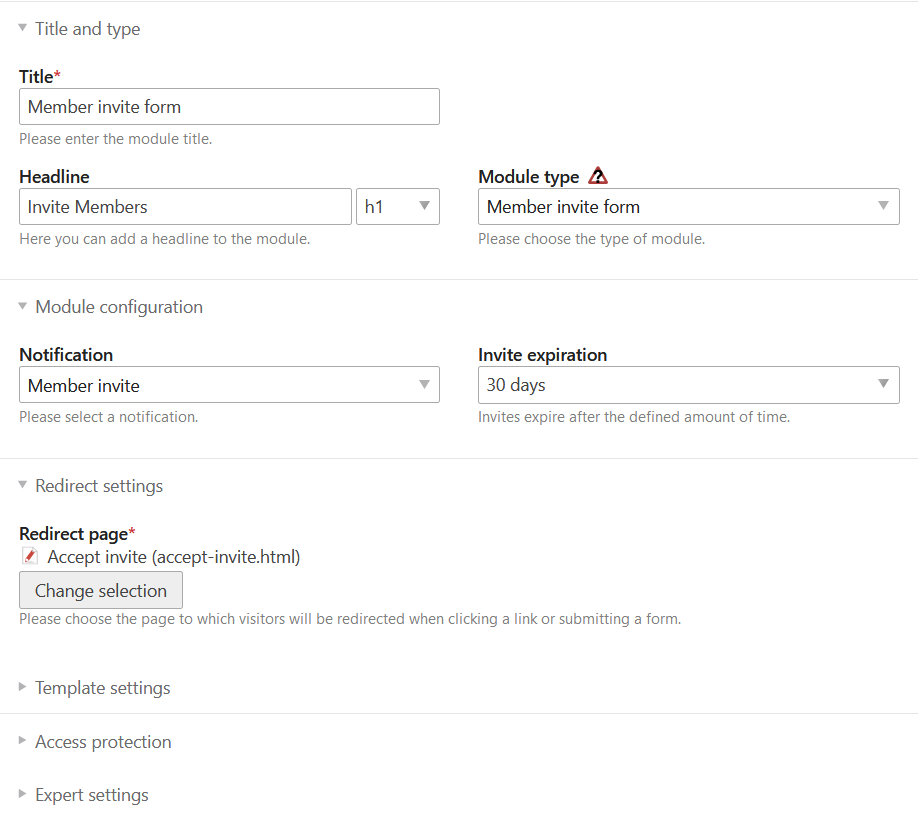 Title and type
Title*
Member invite form
Please enter the module title.
Headline
Module type
Invite Members
h1
Member invite form
Here you can add a headline to the module.
Please choose the type of module.
Module configuration
Notification
Invite expiration
Member invite
30 days
Please select a notification.
Invites expire after the defined amount of time.
Redirect settings
Redirect page*
Accept invite (accept-invite.html)
Change selection
Please choose the page to which visitors will be redirected when clicking a link or submitting a form.
Template settings
Access protection
Expert settings